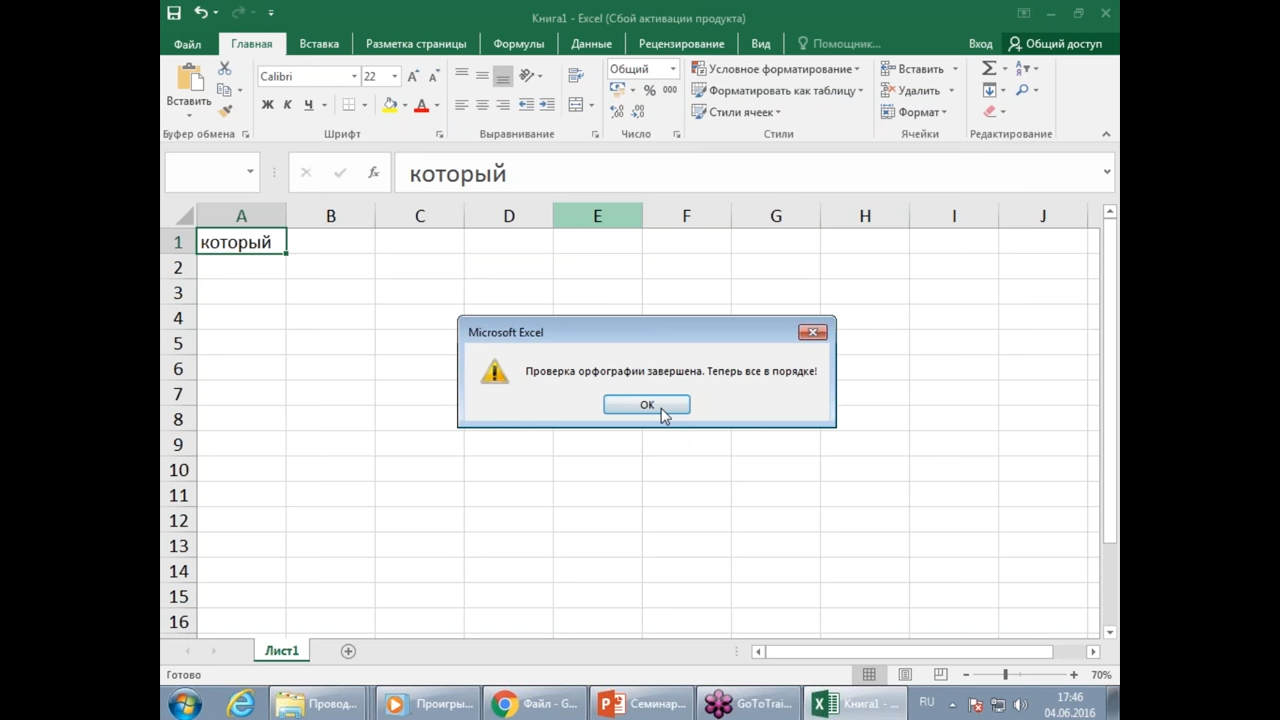 Книга1 - Excel (Сбой активации продукта)
Файл Главная Вставка Разметка страницы Формулы Данные Рецензирование Вид Помощник... Вход Общий доступ
Вставить
Calibri 22
Ж К Ч А
Общий
% 000
Условное форматирование
Форматировать как таблицу
Стили ячеек
Вставить
Удалить
Формат
Буфер обмена Шрифт Выравнивание Число Стили Ячейки Редактирование
fx который
A B C D E F G H I J
1 который
2
3
4
5
6
7
8
9
10
11
12
13
14
15
16
Microsoft Excel
Проверка орфографии завершена. Теперь все в порядке!
ОК
Лист1
Готово 70%
Провод... Проигры... Файл - G... Семинар... GoToTrai... Книга1 - ... RU 17:46
04.06.2016